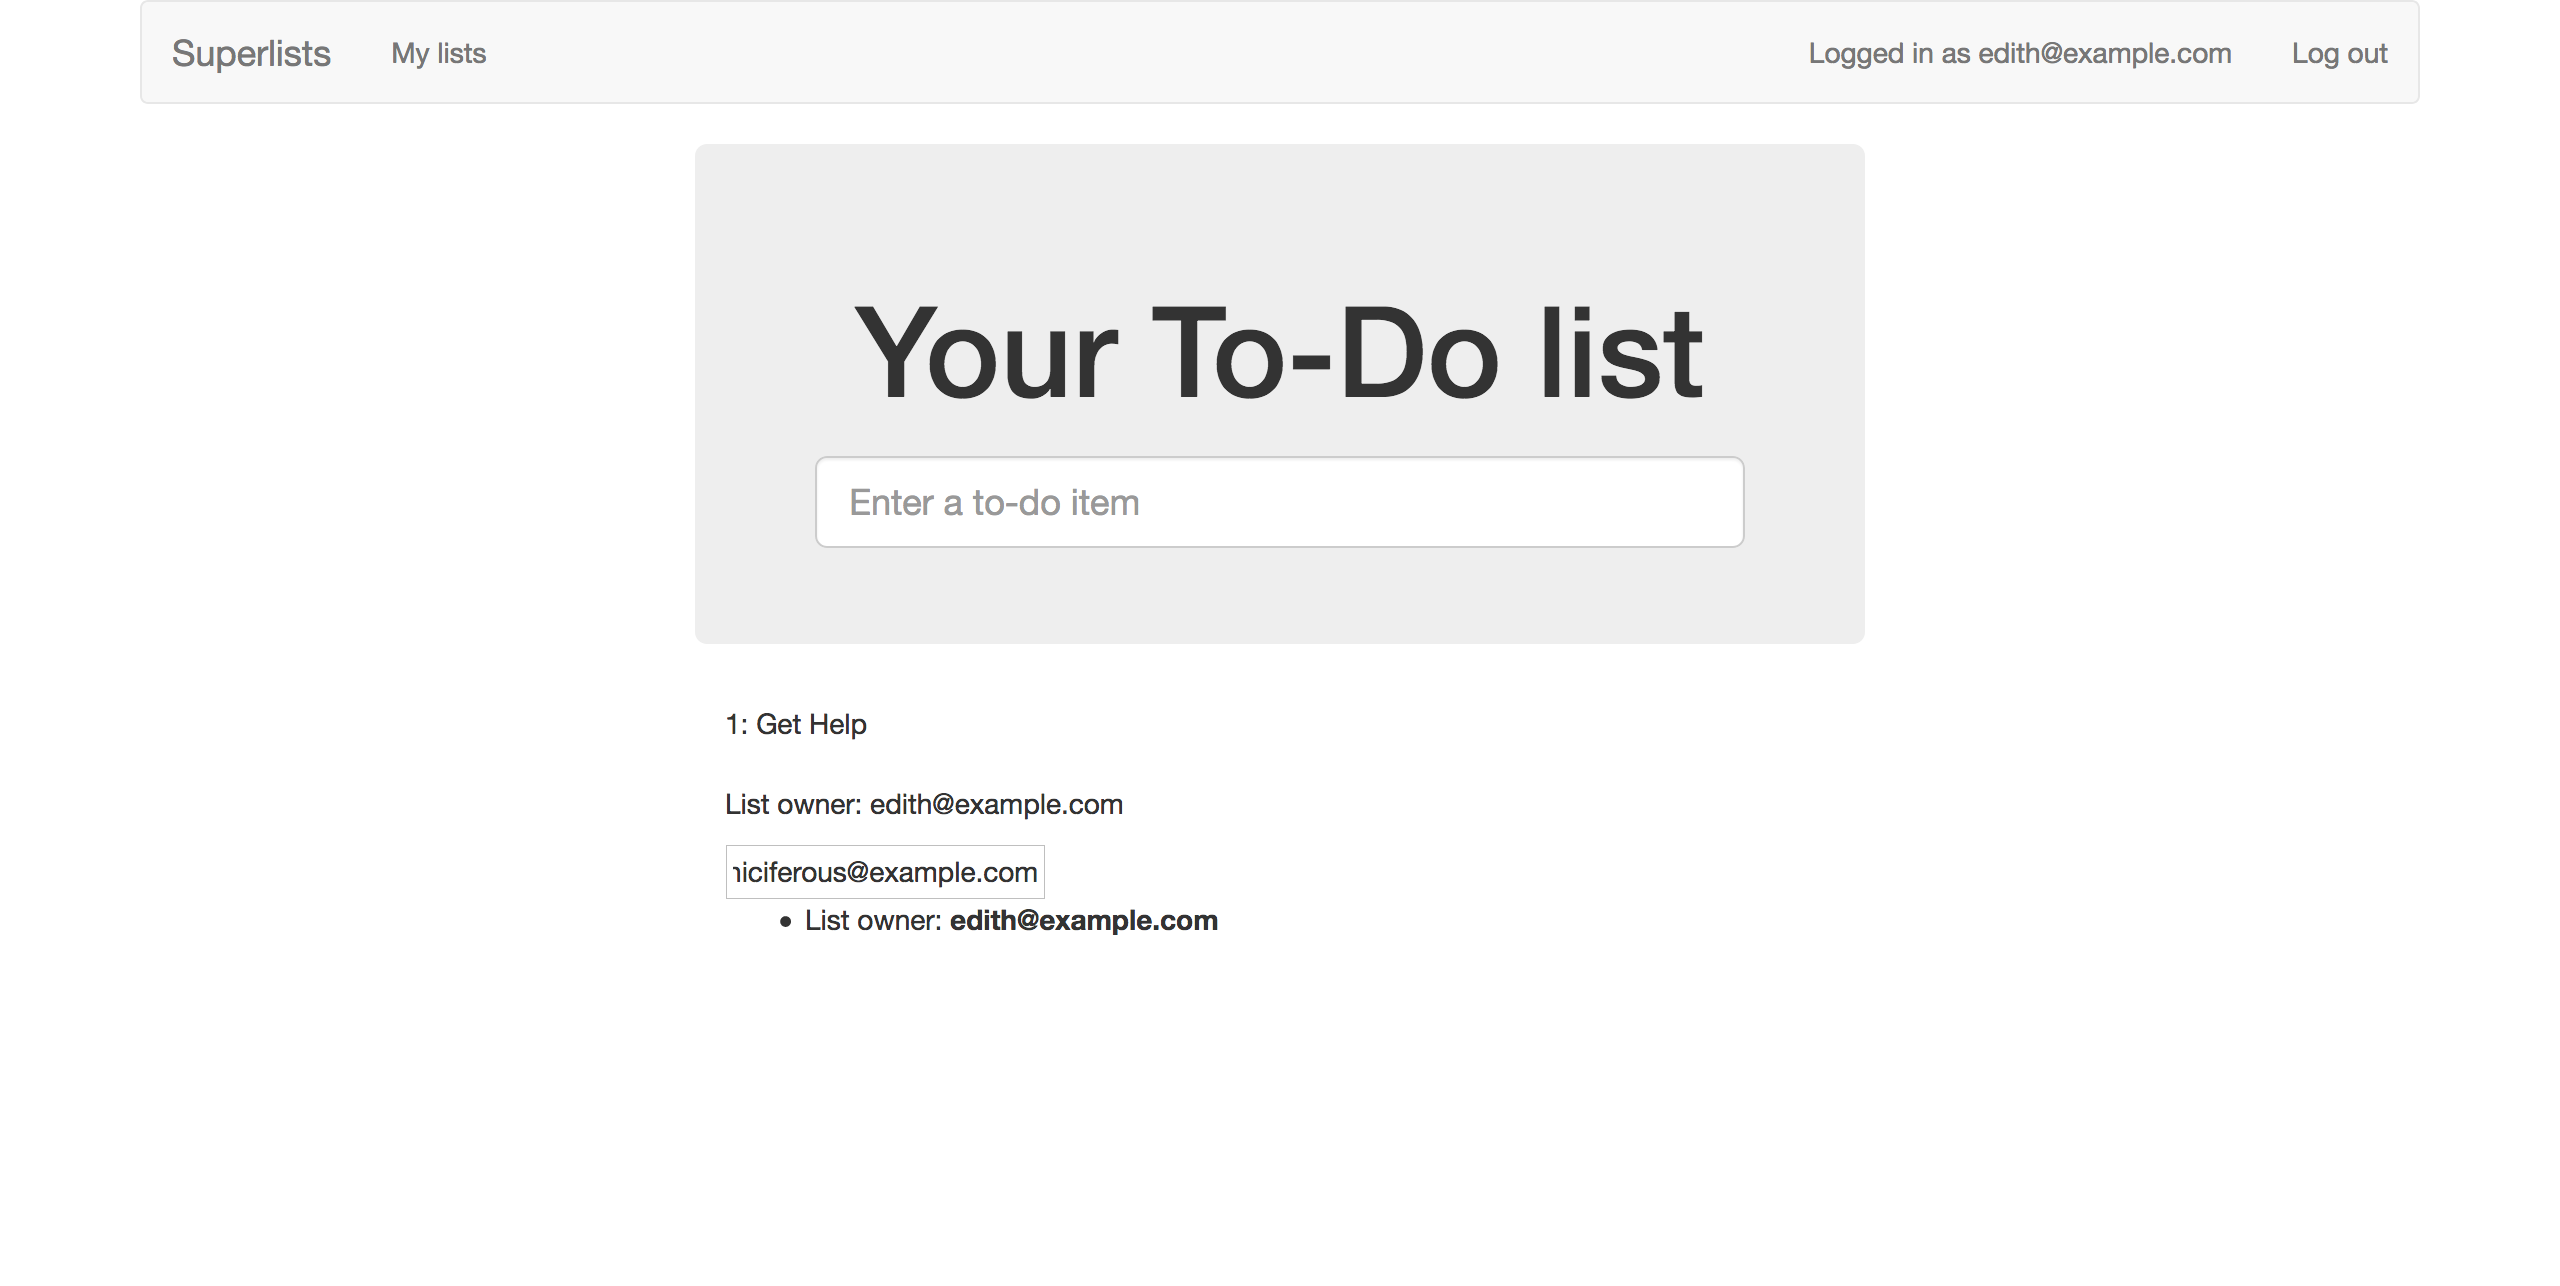 Superlists My lists Logged in as edith@example.com Log out
Your To-Do list
Enter a to-do item
1: Get Help
List owner: edith@example.com
iciferous@example.com
• List owner: edith@example.com